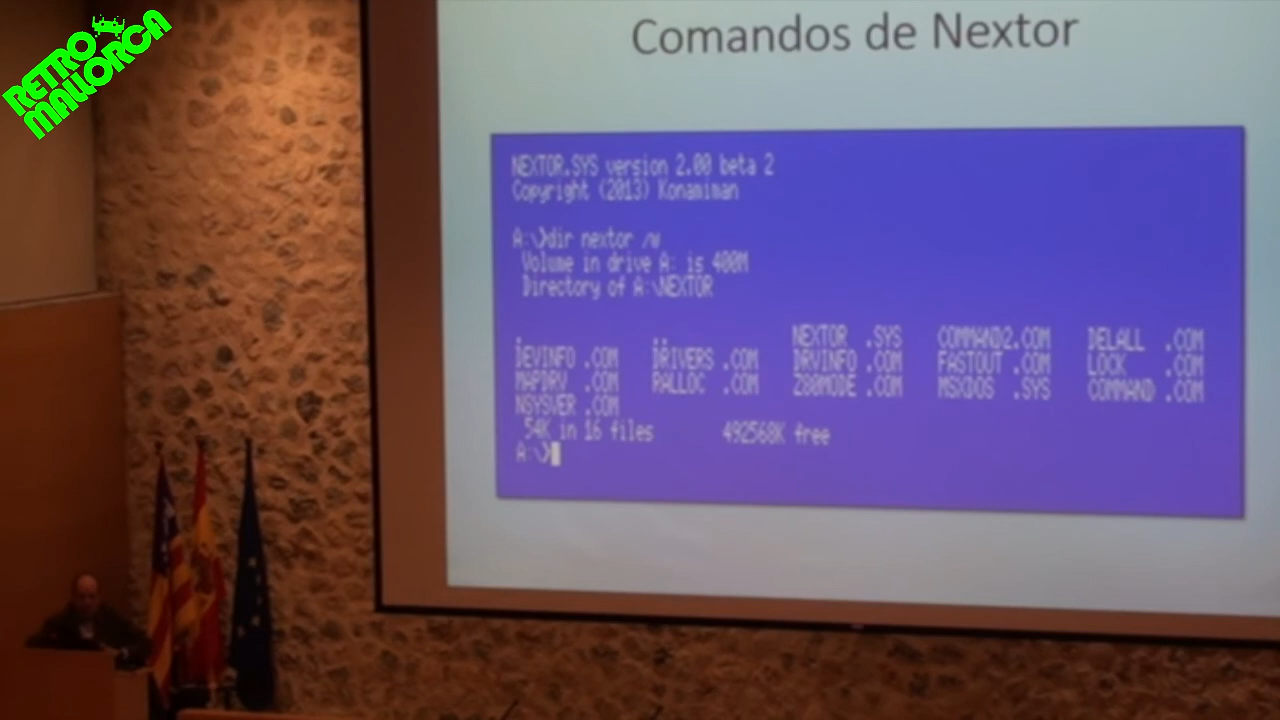 RETRO
MALLORCA
Comandos de Nextor
NEXTOR.SYS version 2.00 beta 2
Copyright (2013) Konamiman
A:\>dir nextor /w
Volume in drive A: is 400M
Directory of A:\NEXTOR
. .. NEXTOR .SYS COMMAND2.COM DELALL .COM
DEVINFO .COM DRIVERS .COM DRVINFO .COM FASTOUT .COM LOCK .COM
MAPDRV .COM RALLOC .COM Z80MODE .COM MSXDOS .SYS COMMAND .COM
NSYSVER .COM
54K in 16 files 492568K free
A:\>